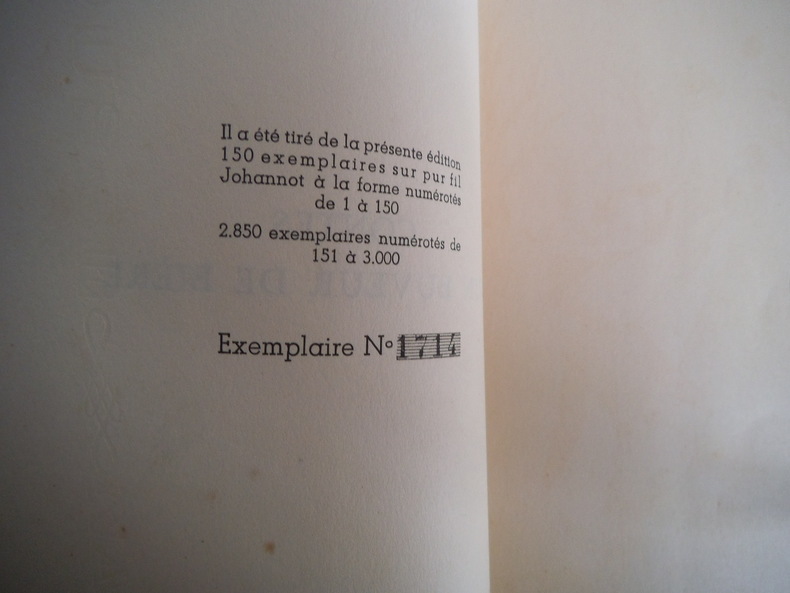 Il a été tiré de la présente édition
150 exemplaires sur pur fil
Johannot à la forme numérotés
de 1 à 150
2.850 exemplaires numérotés de
151 à 3.000
Exemplaire Nº 1714